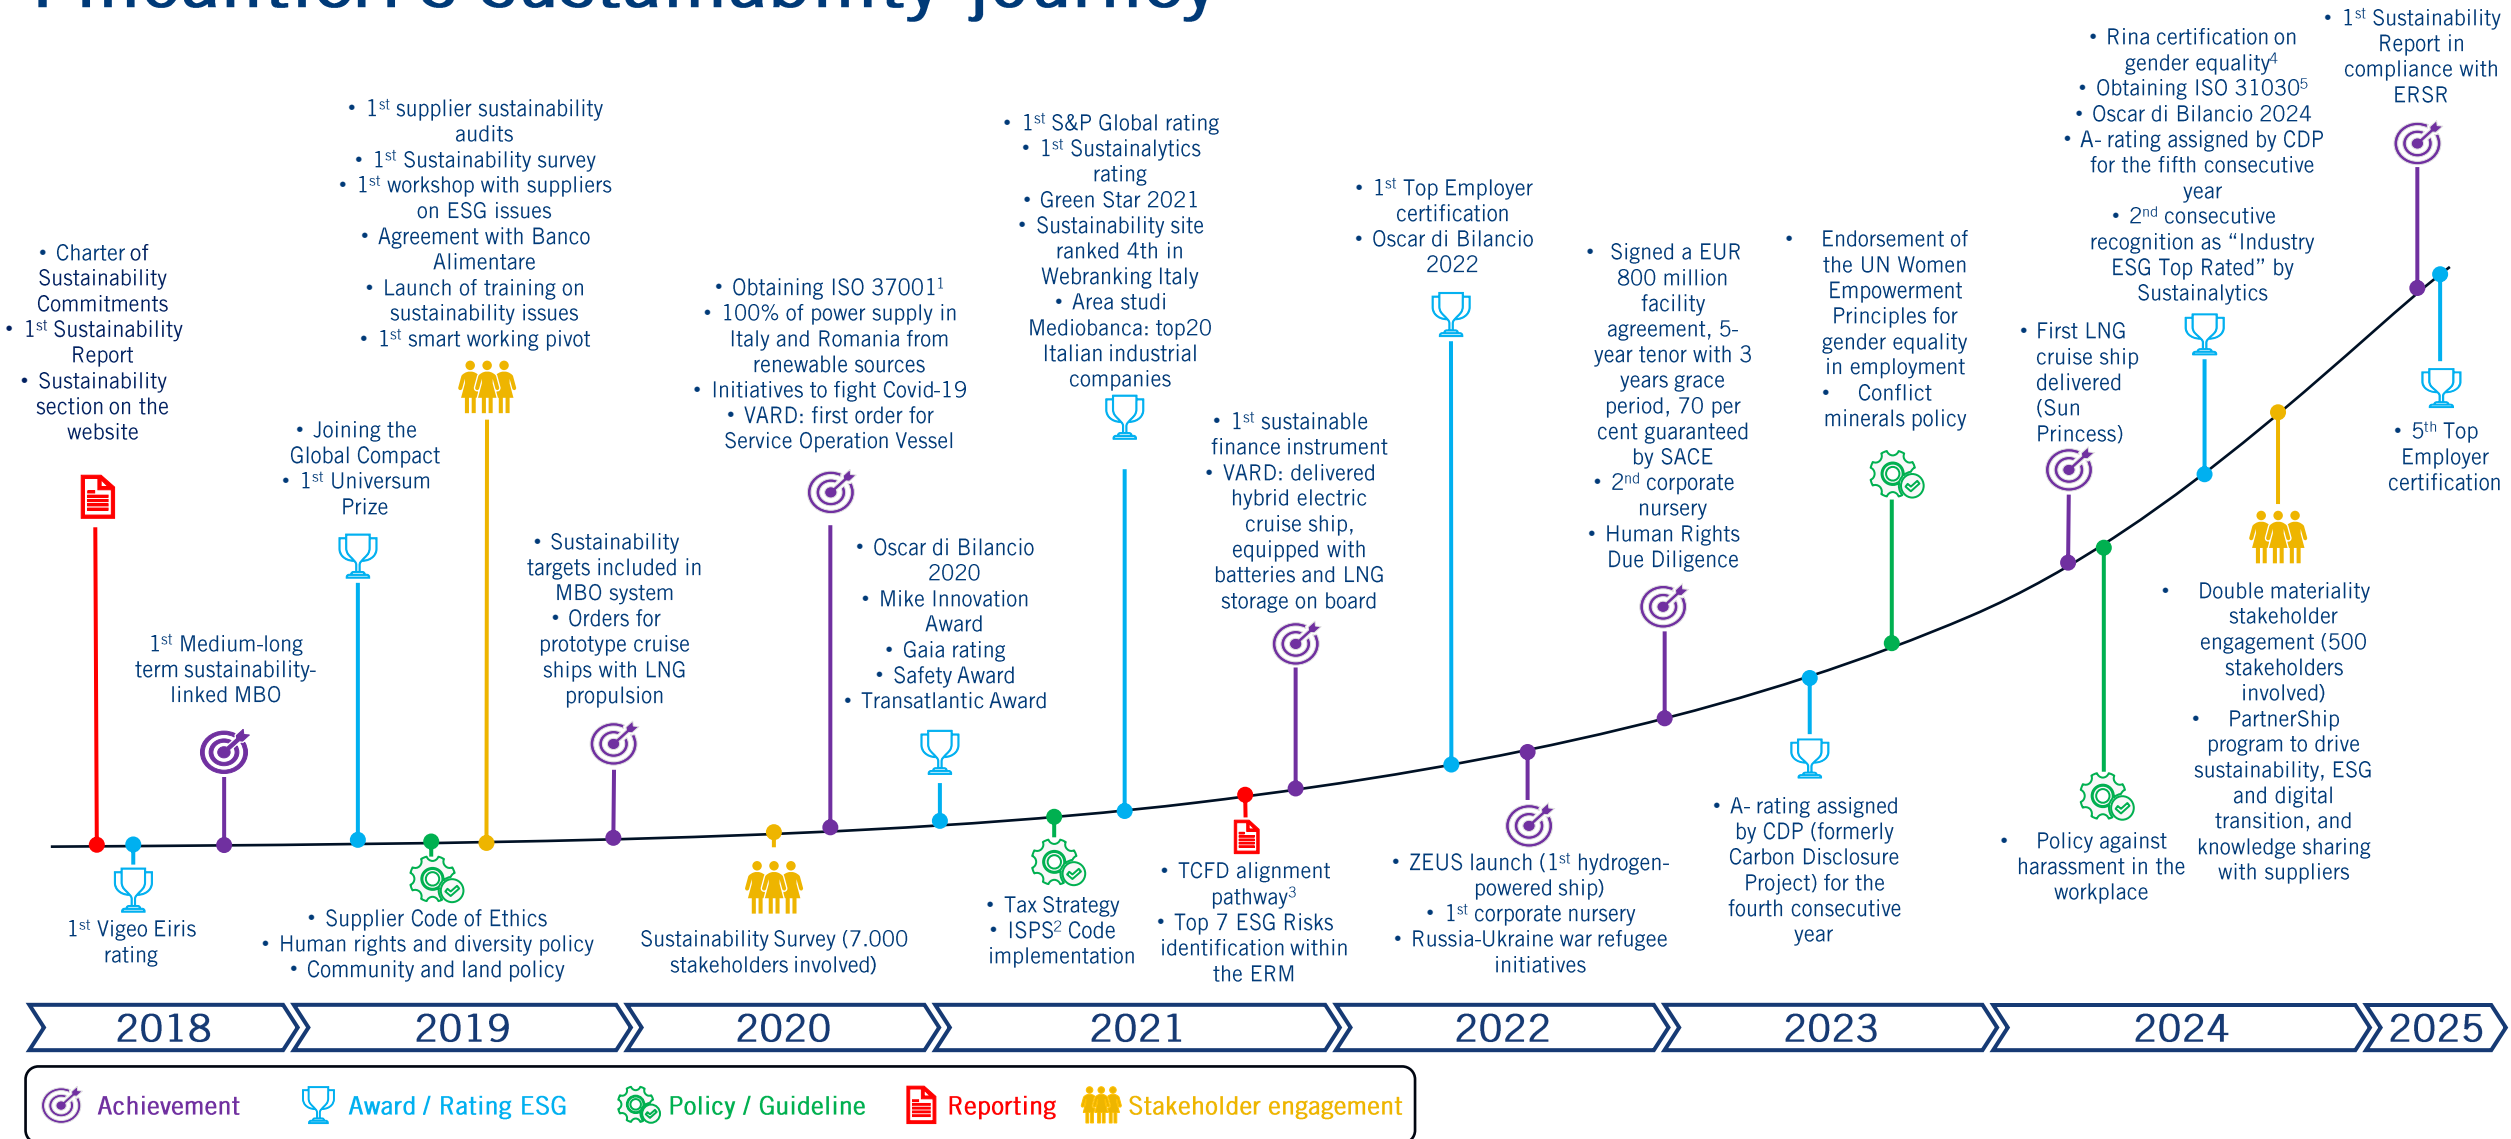 Fincantieri's sustainability journey
• Charter of
Sustainability
Commitments
• 1st Sustainability
Report
• Sustainability
section on the
website
1st Vigeo Eiris
rating
1st Medium-long
term sustainability-
linked MBO
• Joining the
Global Compact
• 1st Universum
Prize
• Supplier Code of Ethics
• Human rights and diversity policy
• Community and land policy
• 1st supplier sustainability
audits
• 1st Sustainability survey
• 1st workshop with suppliers
on ESG issues
• Agreement with Banco
Alimentare
• Launch of training on
sustainability issues
• 1st smart working pivot
• Sustainability
targets included in
MBO system
• Orders for
prototype cruise
ships with LNG
propulsion
Sustainability Survey (7.000
stakeholders involved)
• Obtaining ISO 370011
• 100% of power supply in
Italy and Romania from
renewable sources
• Initiatives to fight Covid-19
• VARD: first order for
Service Operation Vessel
• Oscar di Bilancio
2020
• Mike Innovation
Award
• Gaia rating
• Safety Award
• Transatlantic Award
• Tax Strategy
• ISPS2 Code
implementation
• 1st S&P Global rating
• 1st Sustainalytics
rating
• Green Star 2021
• Sustainability site
ranked 4th in
Webranking Italy
• Area studi
Mediobanca: top20
Italian industrial
companies
• TCFD alignment
pathway3
• Top 7 ESG Risks
identification within
the ERM
• 1st sustainable
finance instrument
• VARD: delivered
hybrid electric
cruise ship,
equipped with
batteries and LNG
storage on board
• 1st Top Employer
certification
• Oscar di Bilancio
2022
• ZEUS launch (1st hydrogen-
powered ship)
• 1st corporate nursery
• Russia-Ukraine war refugee
initiatives
• Signed a EUR
800 million
facility
agreement, 5-
year tenor with 3
years grace
period, 70 per
cent guaranteed
by SACE
• 2nd corporate
nursery
• Human Rights
Due Diligence
• A- rating assigned
by CDP (formerly
Carbon Disclosure
Project) for the
fourth consecutive
year
• Endorsement of
the UN Women
Empowerment
Principles for
gender equality
in employment
• Conflict
minerals policy
• First LNG
cruise ship
delivered
(Sun
Princess)
• Policy against
harassment in the
workplace
• Rina certification on
gender equality4
• Obtaining ISO 310305
• Oscar di Bilancio 2024
• A- rating assigned by CDP
for the fifth consecutive
year
• 2nd consecutive
recognition as “Industry
ESG Top Rated” by
Sustainalytics
• Double materiality
stakeholder
engagement (500
stakeholders
involved)
• PartnerShip
program to drive
sustainability, ESG
and digital
transition, and
knowledge sharing
with suppliers
• 1st Sustainability
Report in
compliance with
ERSR
• 5th Top
Employer
certification
2018
2019
2020
2021
2022
2023
2024
2025
Achievement
Award / Rating ESG
Policy / Guideline
Reporting
Stakeholder engagement